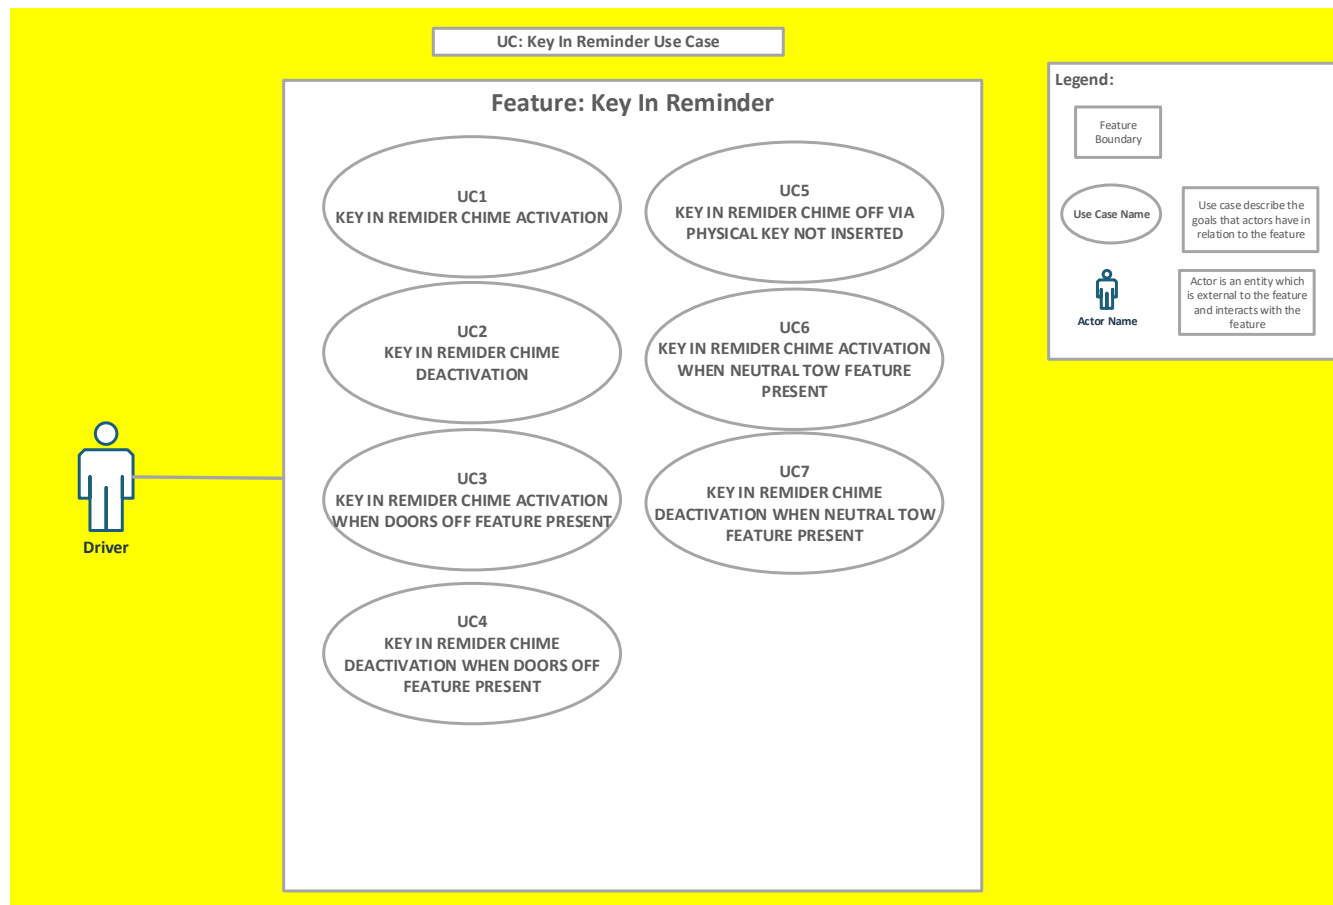 UC: Key In Reminder Use Case
Feature: Key In Reminder
UC1
KEY IN REMIDER CHIME ACTIVATION
UC2
KEY IN REMIDER CHIME
DEACTIVATION
UC3
KEY IN REMIDER CHIME ACTIVATION
WHEN DOORS OFF FEATURE PRESENT
UC4
KEY IN REMIDER CHIME
DEACTIVATION WHEN DOORS OFF
FEATURE PRESENT
UC5
KEY IN REMIDER CHIME OFF VIA
PHYSICAL KEY NOT INSERTED
UC6
KEY IN REMIDER CHIME ACTIVATION
WHEN NEUTRAL TOW FEATURE
PRESENT
UC7
KEY IN REMIDER CHIME
DEACTIVATION WHEN NEUTRAL TOW
FEATURE PRESENT
Driver
Legend:
Feature
Boundary
Use Case Name
Use case describe the
goals that actors have in
relation to the feature
Actor Name
Actor is an entity which
is external to the feature
and interacts with the
feature